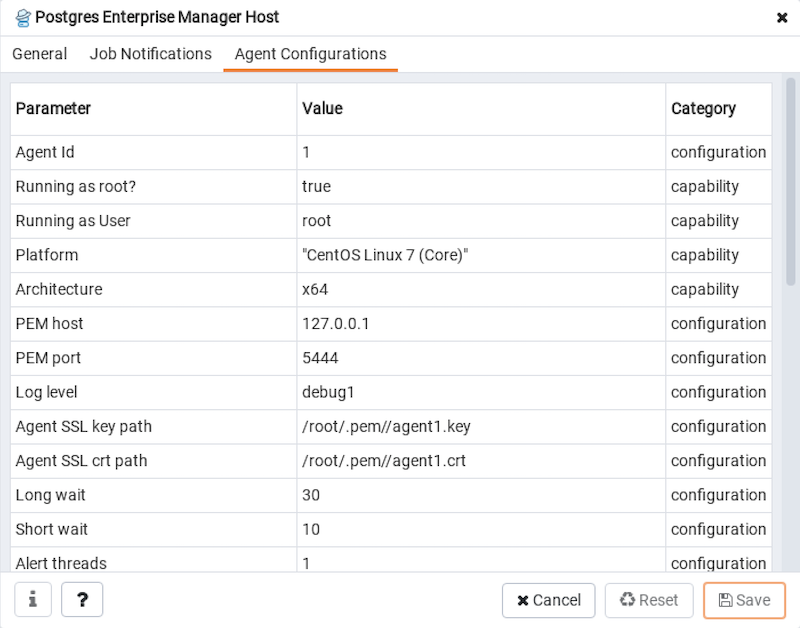 Postgres Enterprise Manager Host
General Job Notifications Agent Configurations
Parameter Value Category
Agent Id 1 configuration
Running as root? true capability
Running as User root capability
Platform "CentOS Linux 7 (Core)" capability
Architecture x64 capability
PEM host 127.0.0.1 configuration
PEM port 5444 configuration
Log level debug1 configuration
Agent SSL key path /root/.pem//agent1.key configuration
Agent SSL crt path /root/.pem//agent1.crt configuration
Long wait 30 configuration
Short wait 10 configuration
Alert threads 1 configuration
i ? Cancel Reset Save